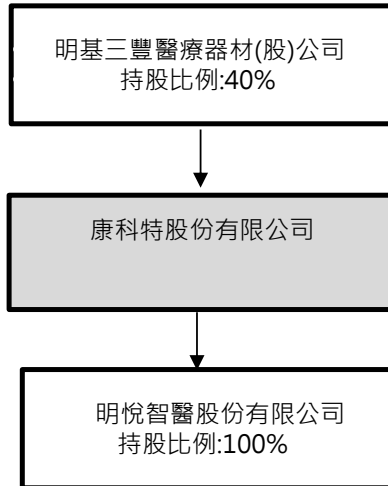 明基三豐醫療器材(股)公司
持股比例:40%
康科特股份有限公司
明悅智醫股份有限公司
持股比例:100%